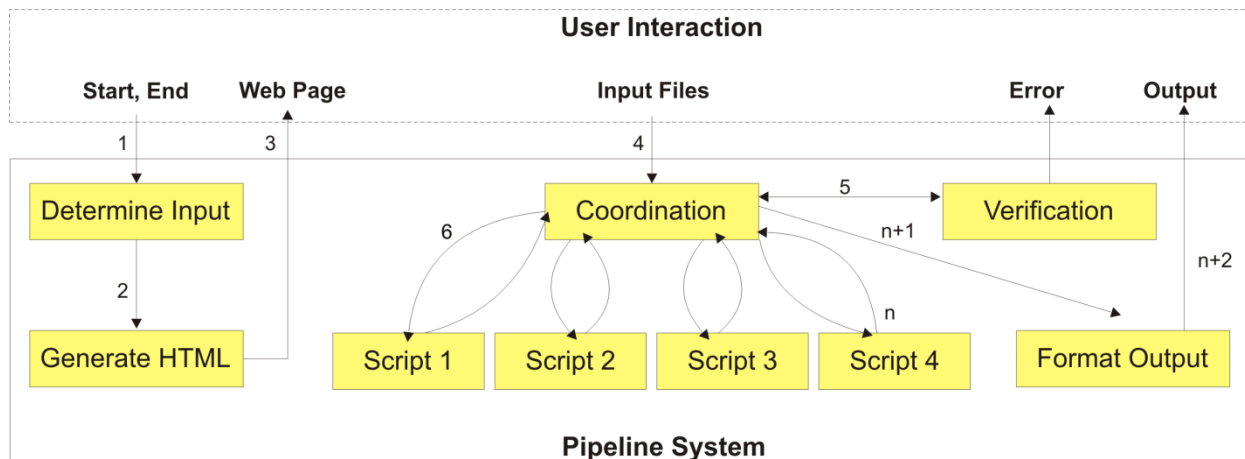 User Interaction
Start, End
Web Page
Input Files
Error
Output
1
3
4
Determine Input
Coordination
5
Verification
6
n+1
2
n+2
n
Generate HTML
Script 1
Script 2
Script 3
Script 4
Format Output
Pipeline System